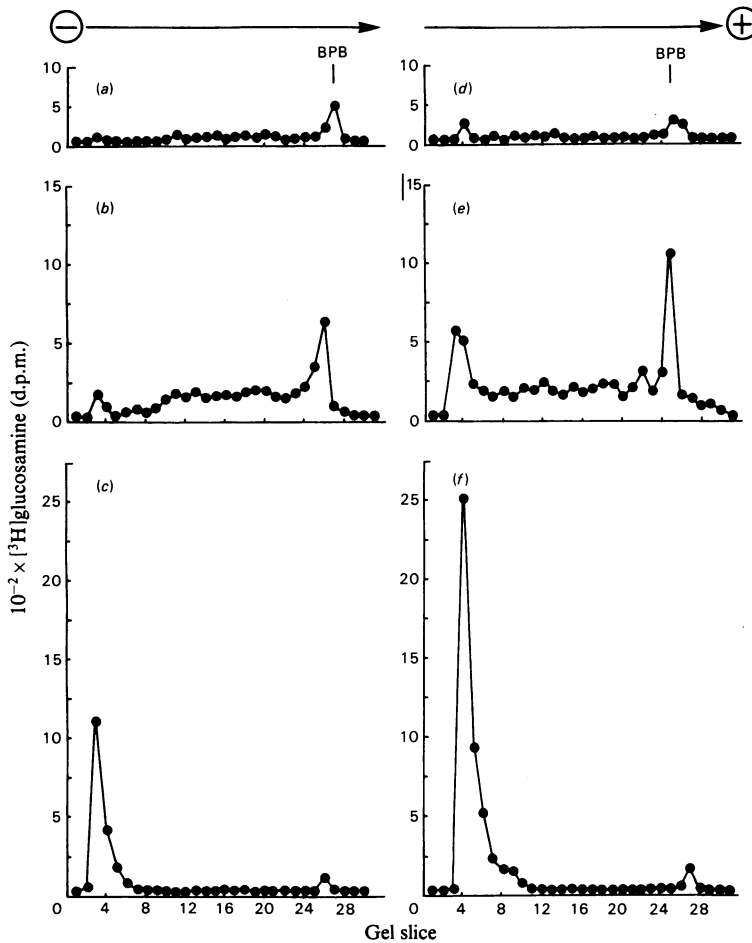 − +
BPB BPB
10 (a) 10 (d)
5 5
0 0
15 (b) 15 (e)
10 10
5 5
0 0
(c) (f)
25 25
20 20
15 15
10 10
5 5
0 4 8 12 16 20 24 28 0 4 8 12 16 20 24 28
10⁻² × [³H]glucosamine (d.p.m.)
Gel slice